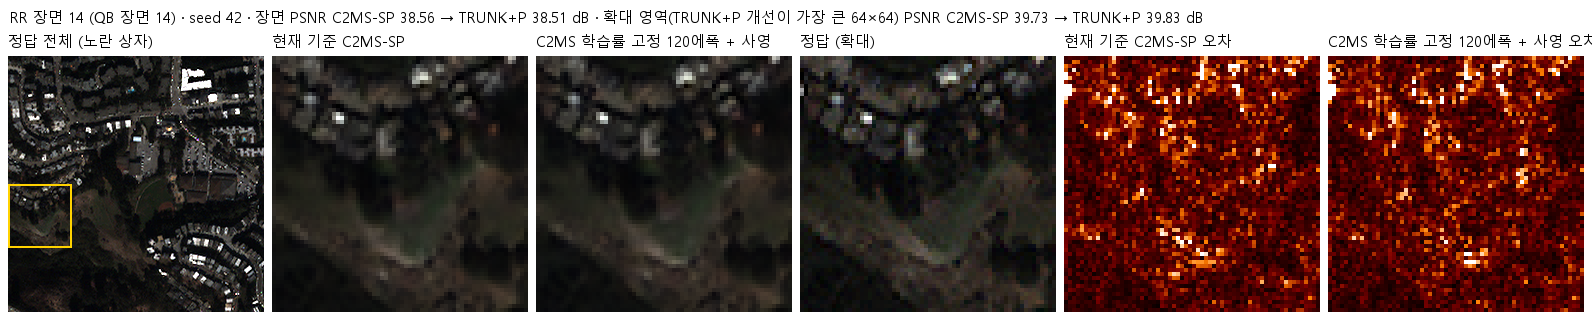 RR 장면 14 (QB 장면 14) · seed 42 · 장면 PSNR C2MS-SP 38.56 → TRUNK+P 38.51 dB · 확대 영역(TRUNK+P 개선이 가장 큰 64×64) PSNR C2MS-SP 39.73 → TRUNK+P 39.83 dB
정답 전체 (노란 상자)
현재 기준 C2MS-SP
C2MS 학습률 고정 120에폭 + 사영
정답 (확대)
현재 기준 C2MS-SP 오차
C2MS 학습률 고정 120에폭 + 사영 오차